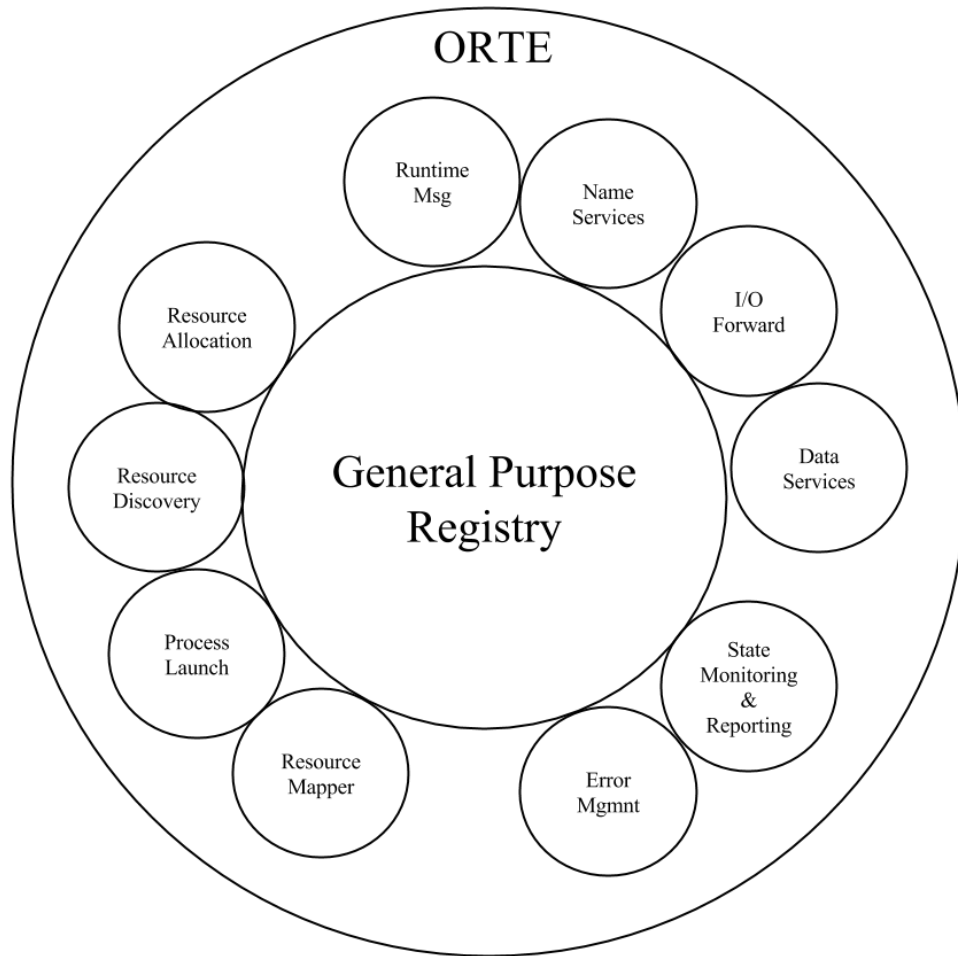 ORTE
Runtime
Msg
Name
Services
I/O
Forward
Resource
Allocation
Data
Services
Resource
Discovery
General Purpose
Registry
Process
Launch
State
Monitoring
&
Reporting
Resource
Mapper
Error
Mgmnt